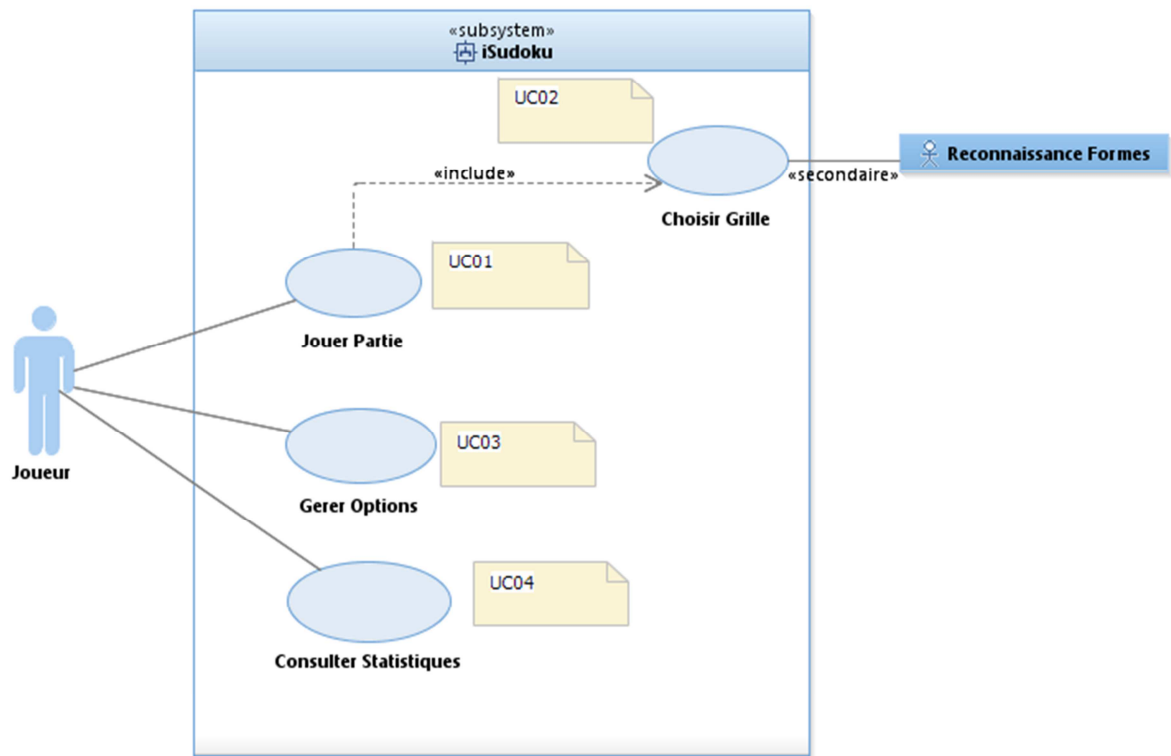 «subsystem»
iSudoku
UC02
Reconnaissance Formes
«include»
«secondaire»
Choisir Grille
UC01
Jouer Partie
UC03
Joueur
Gerer Options
UC04
Consulter Statistiques